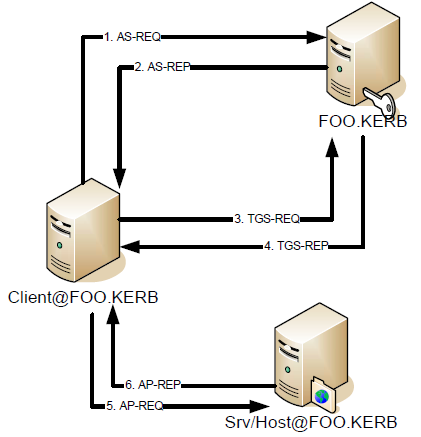 1. AS-REQ
2. AS-REP
FOO.KERB
3. TGS-REQ
4. TGS-REP
Client@FOO.KERB
6. AP-REP
5. AP-REQ
Srv/Host@FOO.KERB